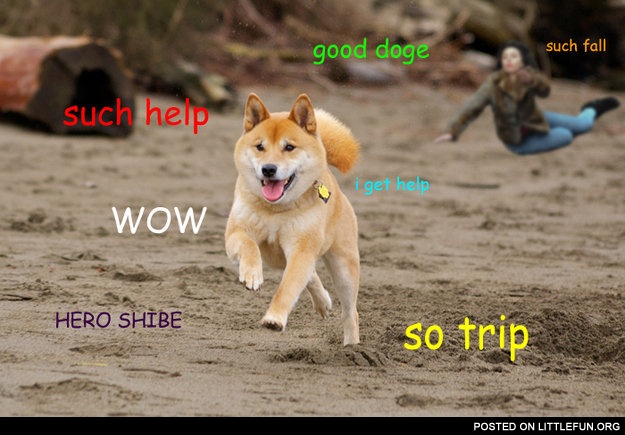 good doge
such fall
such help
i get help
wow
HERO SHIBE
so trip
POSTED ON LITTLEFUN.ORG